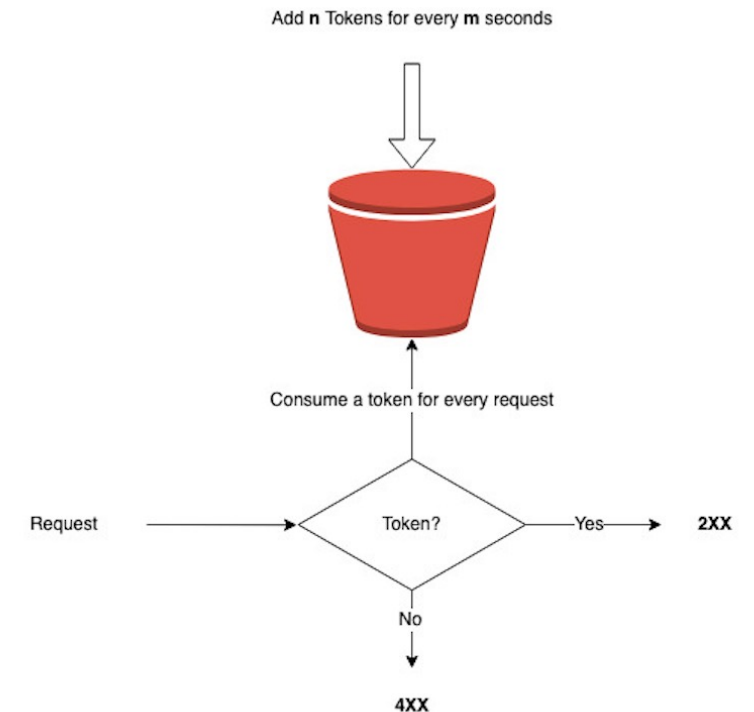 Add n Tokens for every m seconds
Consume a token for every request
Request
Token?
Yes
2XX
No
4XX